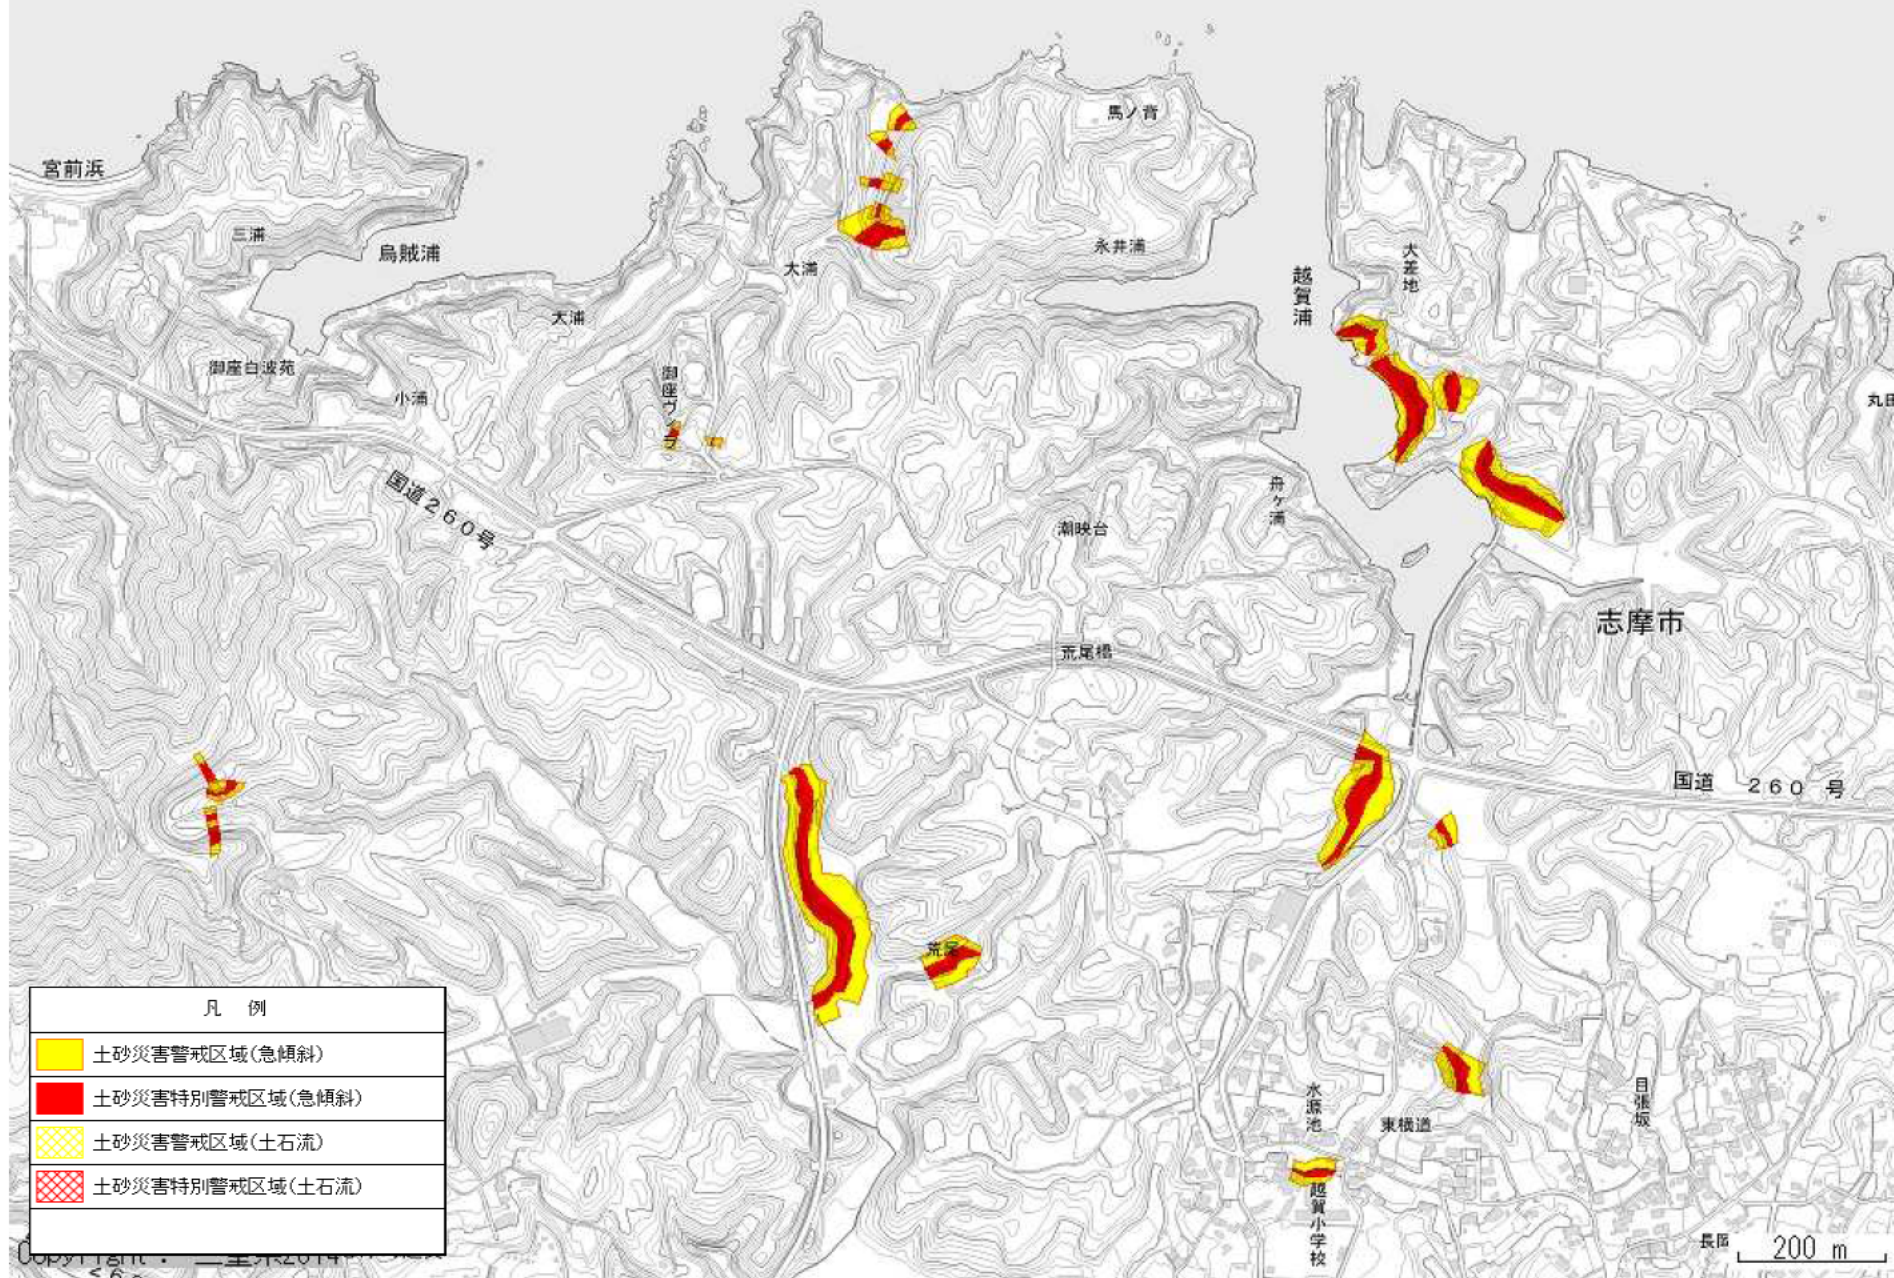 馬ノ背
宮前浜
三浦
烏賊浦
永井浦
大差地
大浦
越賀浦
大浦
御座白波苑
小浦
御座ヴィラ
国道260号
舟ヶ浦
潮映台
志摩市
荒尾橋
国道 260 号
荒尾
凡 例
土砂災害警戒区域(急傾斜)
土砂災害特別警戒区域(急傾斜)
土砂災害警戒区域(土石流)
土砂災害特別警戒区域(土石流)
水源池
東横道
目張坂
越賀小学校
200 m